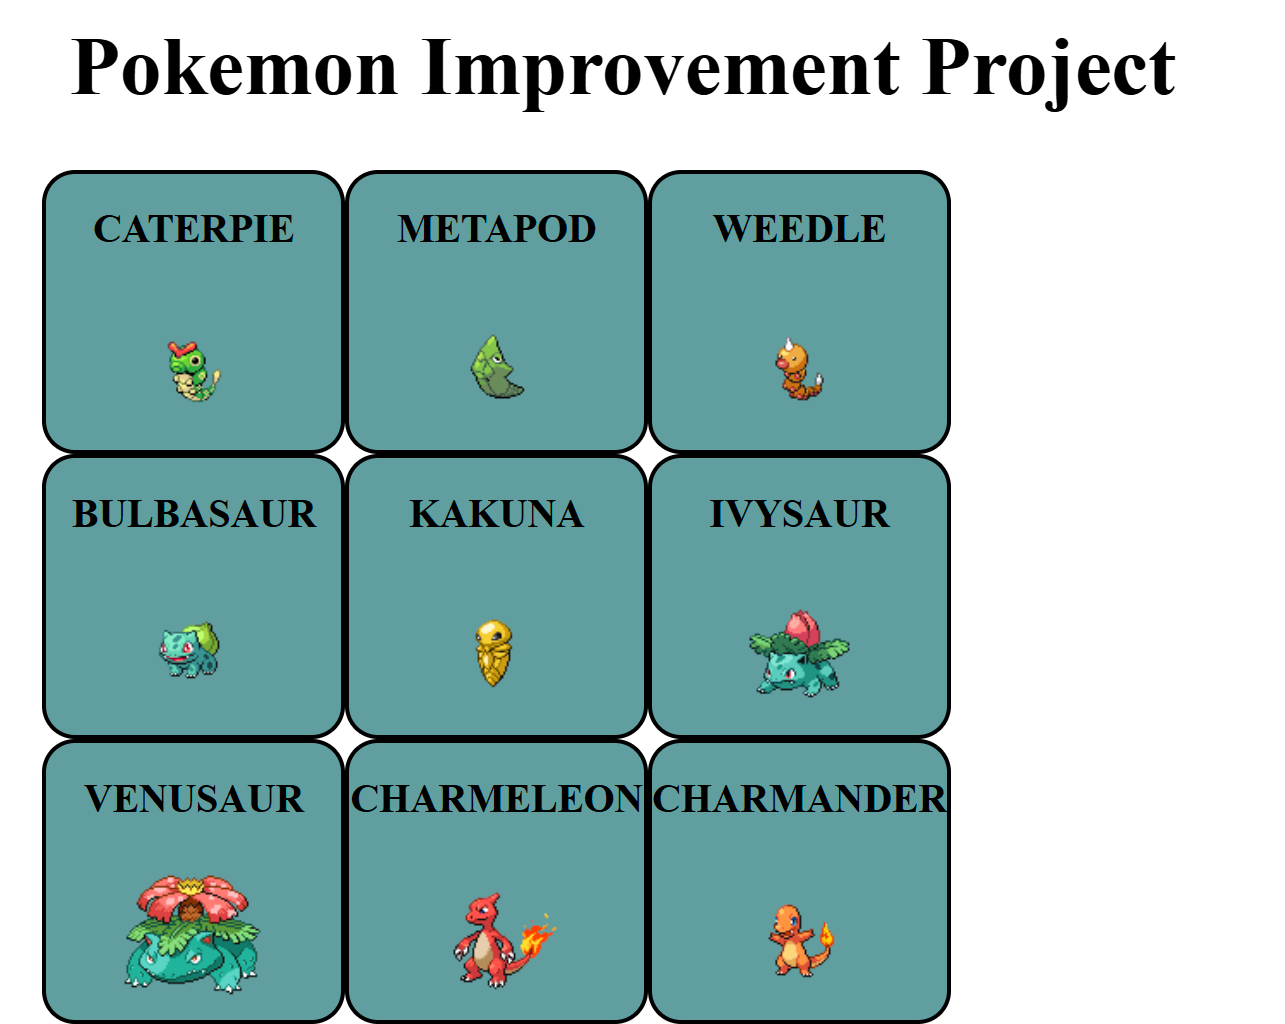 Pokemon Improvement Project
CATERPIE
METAPOD
WEEDLE
BULBASAUR
KAKUNA
IVYSAUR
VENUSAUR
CHARMELEON
CHARMANDER